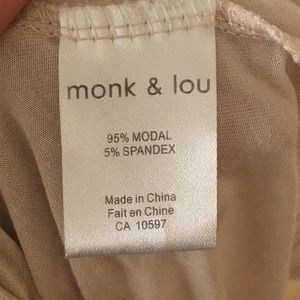 monk & lou
95% MODAL
5% SPANDEX
Made in China
Fait en Chine
CA 10597